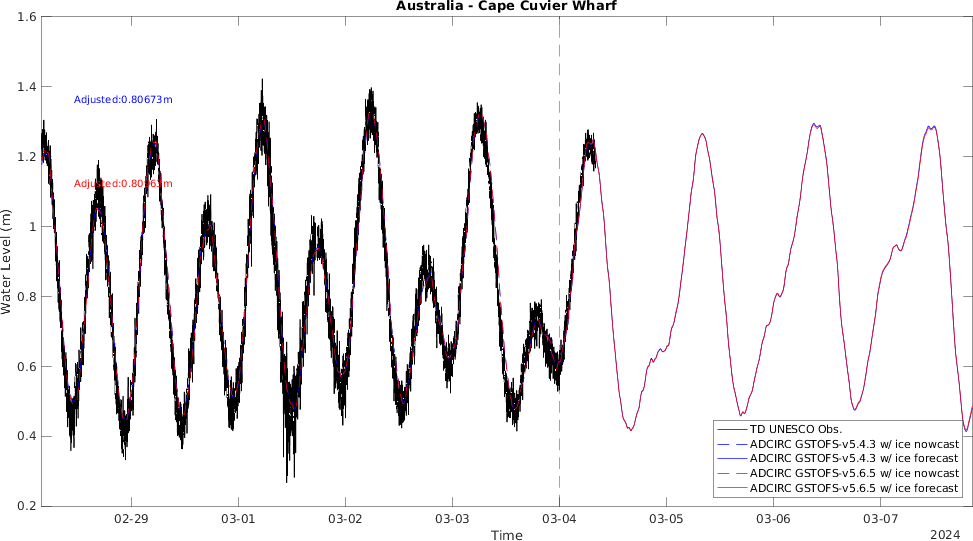 Australia - Cape Cuvier Wharf
1.6
1.4
1.2
1
0.8
0.6
0.4
0.2
Water Level (m)
Adjusted:0.80673m
TD UNESCO Obs.
ADCIRC GSTOFS-v5.4.3 w/ ice nowcast
ADCIRC GSTOFS-v5.4.3 w/ ice forecast
ADCIRC GSTOFS-v5.6.5 w/ ice nowcast
ADCIRC GSTOFS-v5.6.5 w/ ice forecast
02-29 03-01 03-02 03-03 03-04 03-05 03-06 03-07
Time
2024